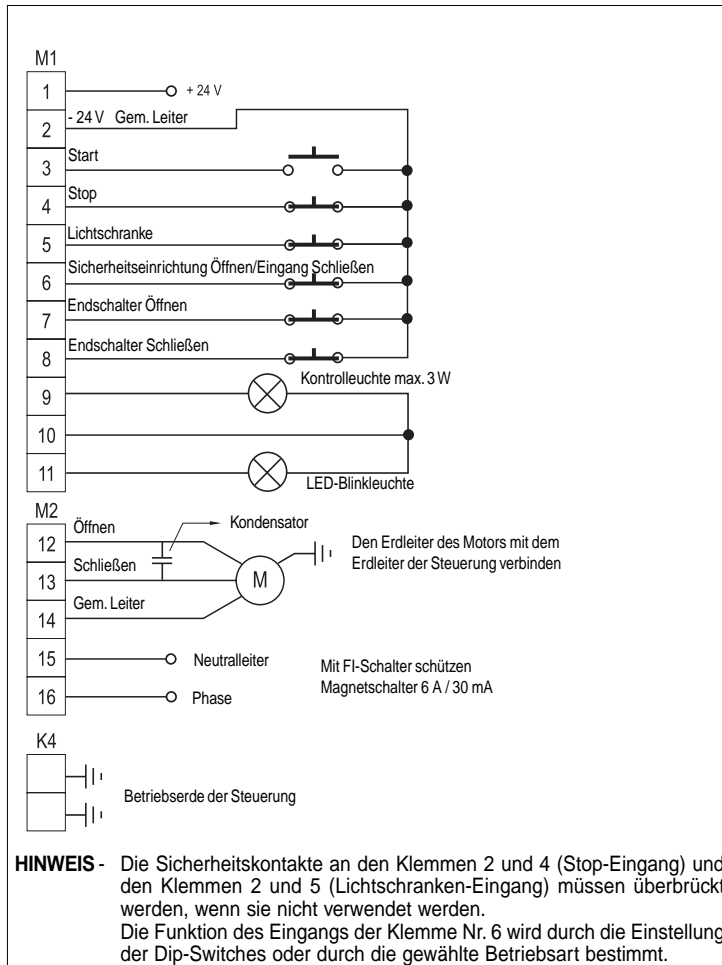 M1
1
+ 24 V
2
- 24 V Gem. Leiter
3
Start
4
Stop
5
Lichtschranke
6
Sicherheitseinrichtung Öffnen/Eingang Schließen
7
Endschalter Öffnen
8
Endschalter Schließen
9
Kontrolleuchte max. 3 W
10
11
LED-Blinkleuchte
M2
12
Öffnen
Kondensator
13
Schließen
M
Den Erdleiter des Motors mit dem
Erdleiter der Steuerung verbinden
14
Gem. Leiter
15
Neutralleiter
16
Phase
Mit FI-Schalter schützen
Magnetschalter 6 A / 30 mA
K4
Betriebserde der Steuerung
HINWEIS - Die Sicherheitskontakte an den Klemmen 2 und 4 (Stop-Eingang) und
den Klemmen 2 und 5 (Lichtschranken-Eingang) müssen überbrückt
werden, wenn sie nicht verwendet werden.
Die Funktion des Eingangs der Klemme Nr. 6 wird durch die Einstellung
der Dip-Switches oder durch die gewählte Betriebsart bestimmt.